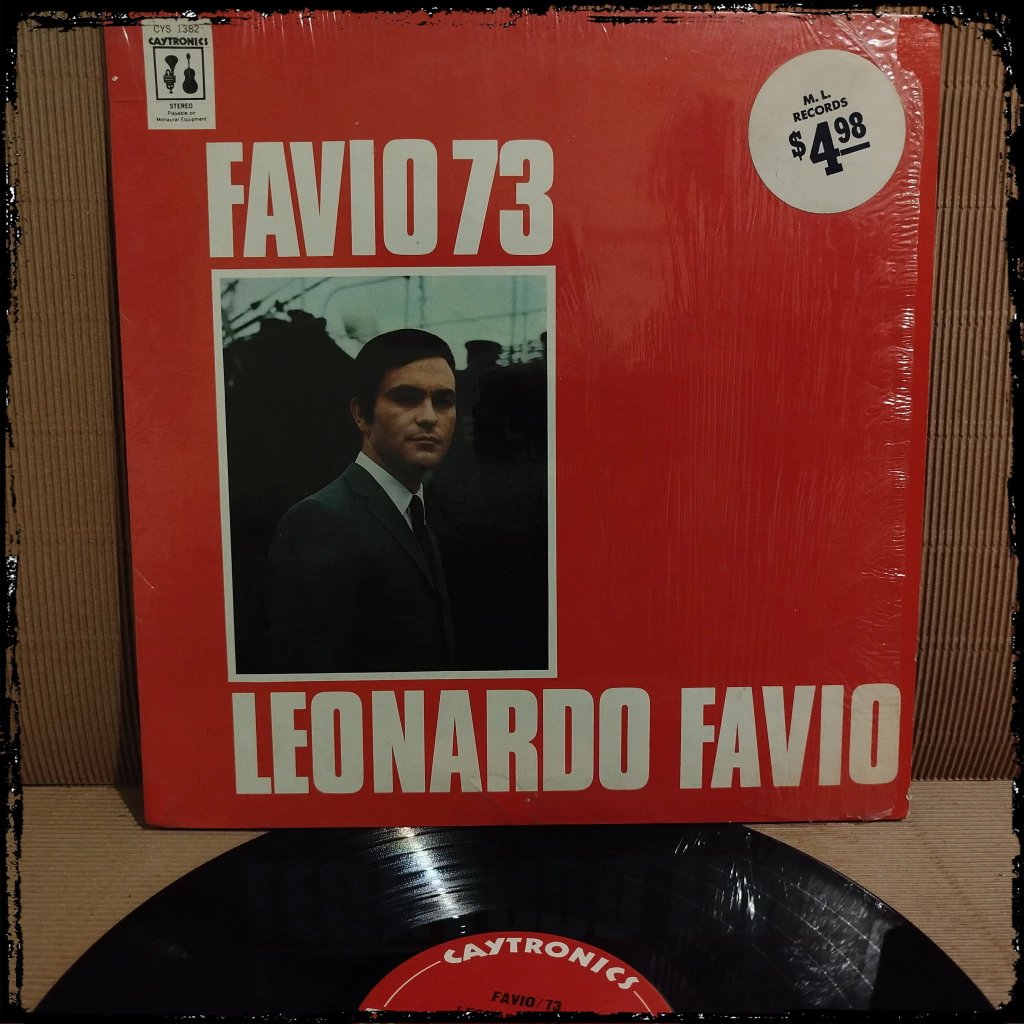 CYS 1382
CAYTRONICS
STEREO
Playable on
Monaural Equipment
M. L.
RECORDS
$4.98
FAVIO 73
LEONARDO FAVIO
CAYTRONICS
FAVIO/73